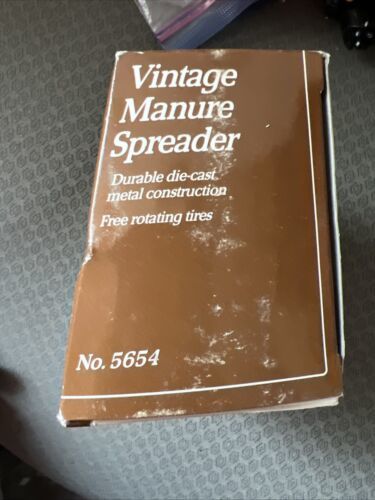 Vintage
Manure
Spreader
Durable die-cast
metal construction
Free rotating tires
No. 5654